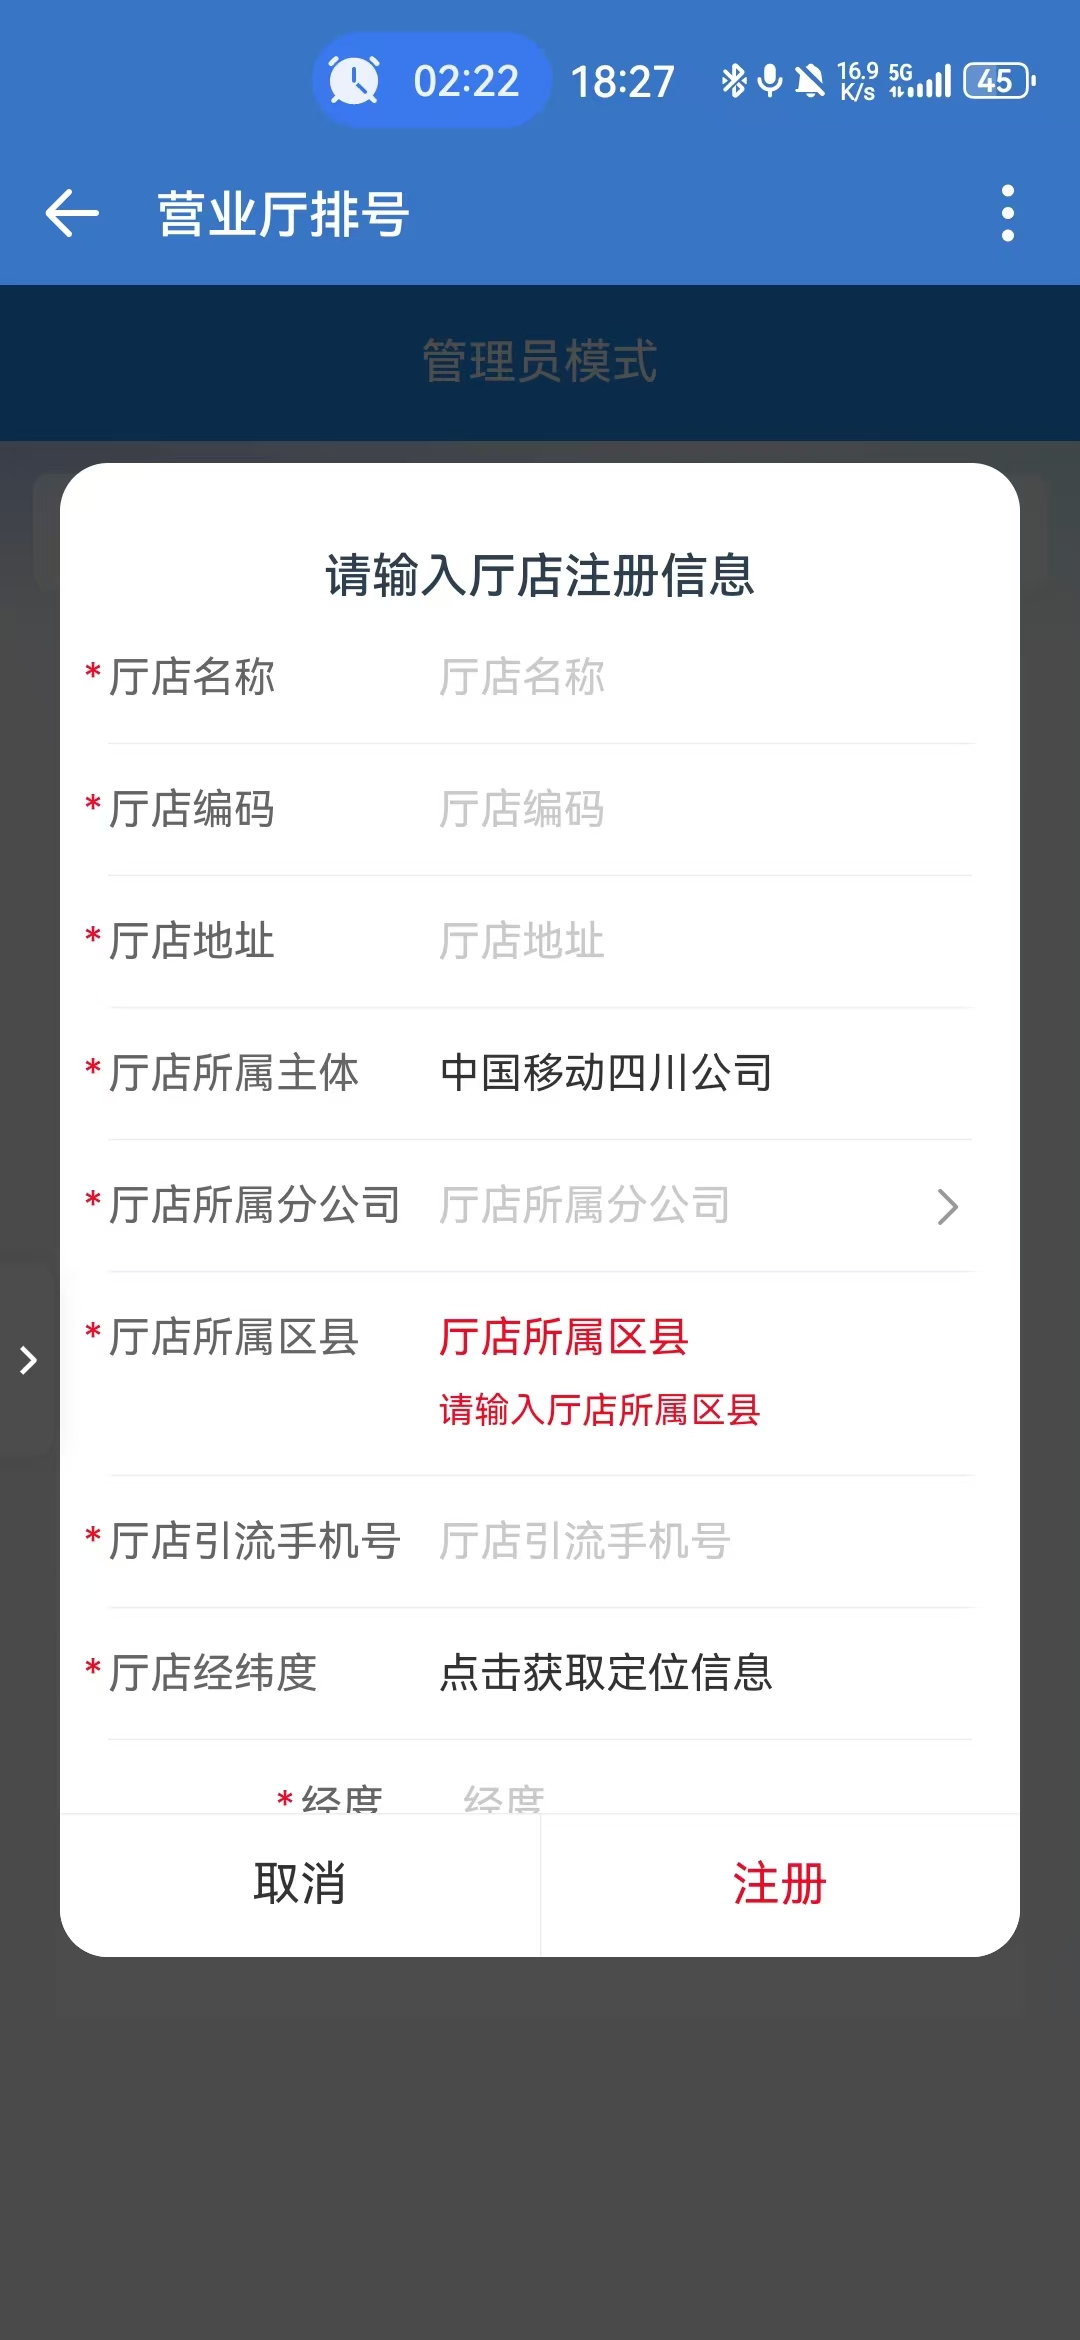 02:22 18:27 16.9 K/s 5G 45
营业厅排号
管理员模式
请输入厅店注册信息
*厅店名称 厅店名称
*厅店编码 厅店编码
*厅店地址 厅店地址
*厅店所属主体 中国移动四川公司
*厅店所属分公司 厅店所属分公司
*厅店所属区县 厅店所属区县
请输入厅店所属区县
*厅店引流手机号 厅店引流手机号
*厅店经纬度 点击获取定位信息
*经度 经度
取消 注册